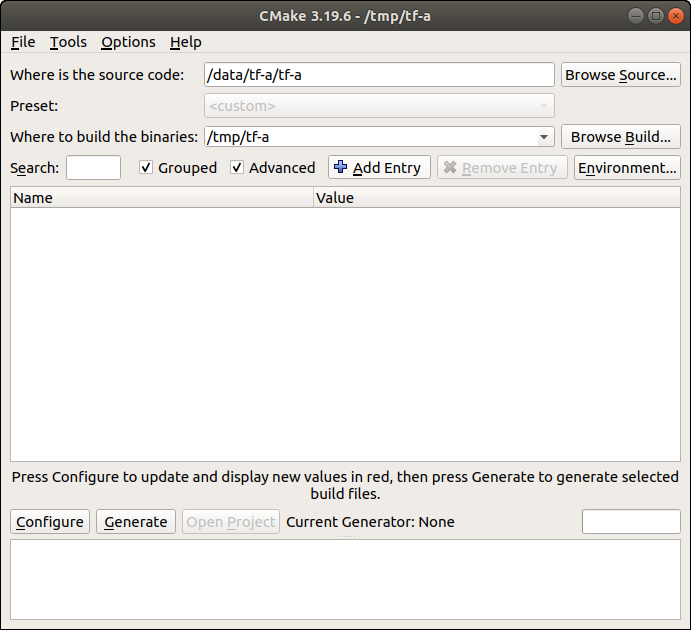 CMake 3.19.6 - /tmp/tf-a
File Tools Options Help
Where is the source code: /data/tf-a/tf-a Browse Source...
Preset: <custom>
Where to build the binaries: /tmp/tf-a Browse Build...
Search: Grouped Advanced Add Entry Remove Entry Environment...
Name Value
Press Configure to update and display new values in red, then press Generate to generate selected
build files.
Configure Generate Open Project Current Generator: None